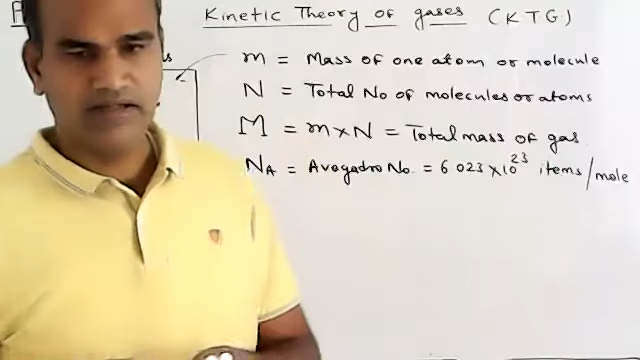 Kinetic Theory of gases (KTG)
m = Mass of one atom or molecule
N = Total No of molecules or atoms
M = m×N = Total mass of gas.
N_A = Avogadro No. = 6.023 × 10^23 items/mole